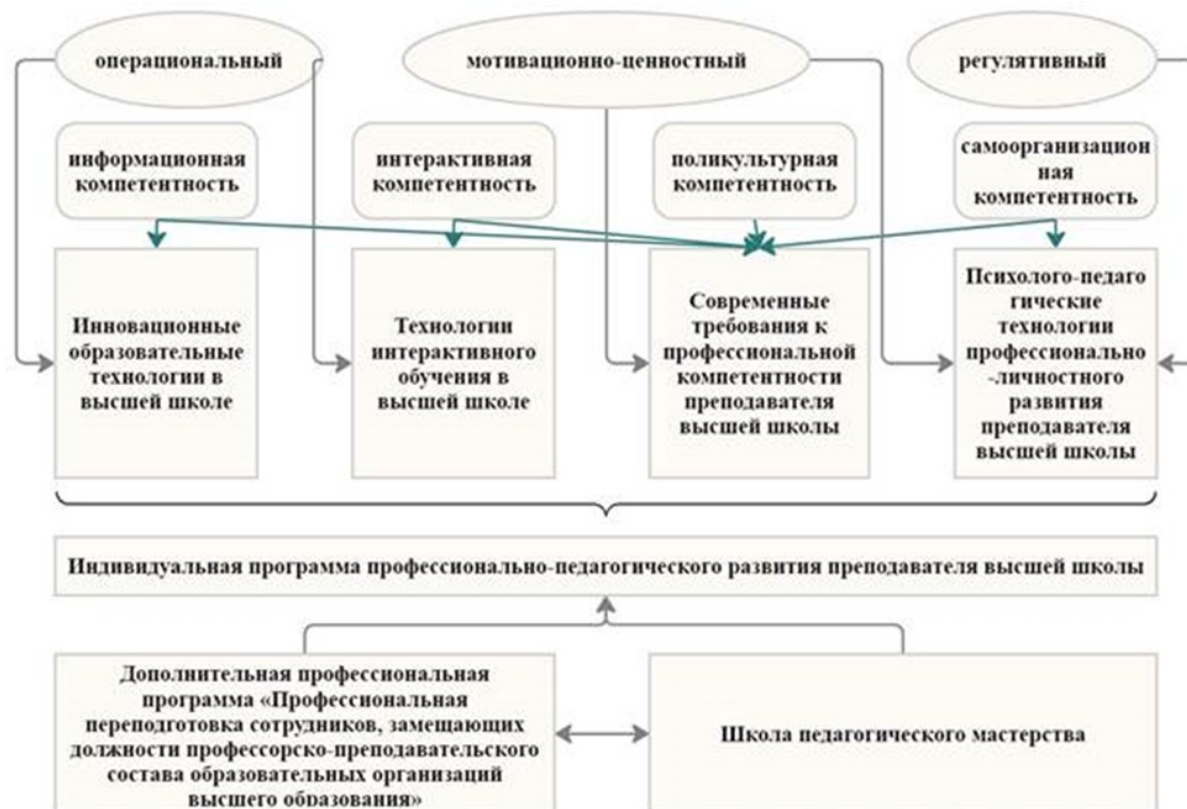 операциональный
мотивационно-ценностный
регулятивный
информационная
компетентность
интерактивная
компетентность
поликультурная
компетентность
самоорганизацион
ная
компетентность
Инновационные
образовательные
технологии в
высшей школе
Технологии
интерактивного
обучения в
высшей школе
Современные
требования к
профессиональной
компетентности
преподавателя
высшей школы
Психолого-педаго
гические
технологии
профессионально
-личностного
развития
преподавателя
высшей школы
Индивидуальная программа профессионально-педагогического развития преподавателя высшей школы
Дополнительная профессиональная
программа «Профессиональная
переподготовка сотрудников, замещающих
должности профессорско-преподавательского
состава образовательных организаций
высшего образования»
Школа педагогического мастерства